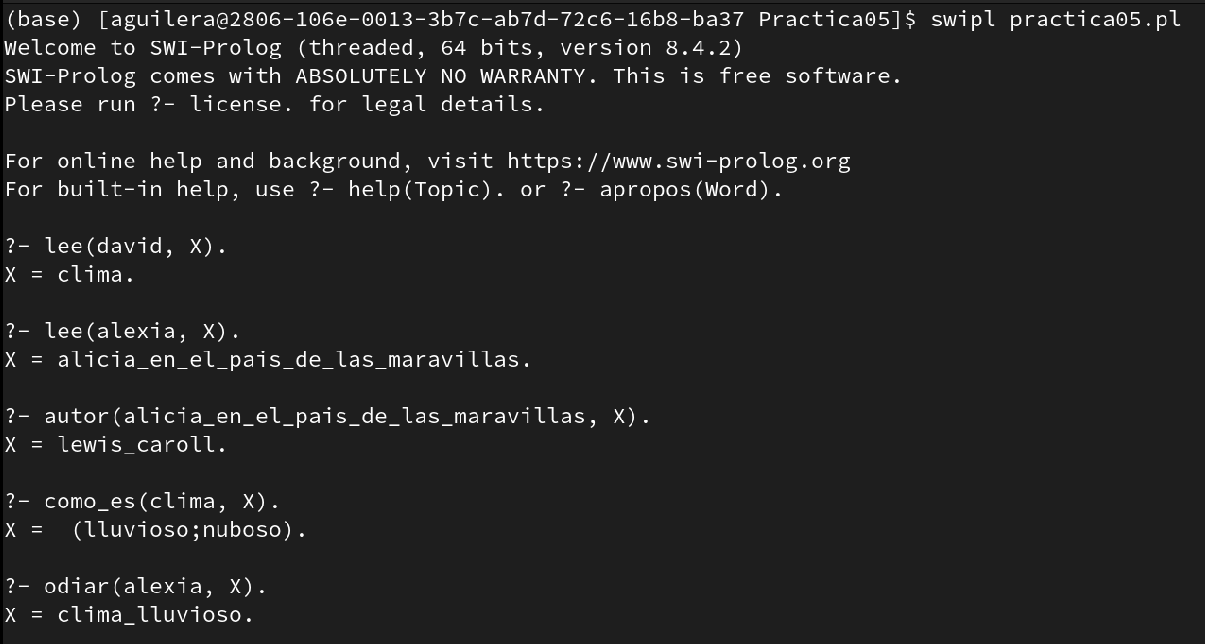 (base) [aguilera@2806-106e-0013-3b7c-ab7d-72c6-16b8-ba37 Practica05]$ swipl practica05.pl
Welcome to SWI-Prolog (threaded, 64 bits, version 8.4.2)
SWI-Prolog comes with ABSOLUTELY NO WARRANTY. This is free software.
Please run ?- license. for legal details.
For online help and background, visit https://www.swi-prolog.org
For built-in help, use ?- help(Topic). or ?- apropos(Word).
?- lee(david, X).
X = clima.
?- lee(alexia, X).
X = alicia_en_el_pais_de_las_maravillas.
?- autor(alicia_en_el_pais_de_las_maravillas, X).
X = lewis_caroll.
?- como_es(clima, X).
X =  (lluvioso;nuboso).
?- odiar(alexia, X).
X = clima_lluvioso.